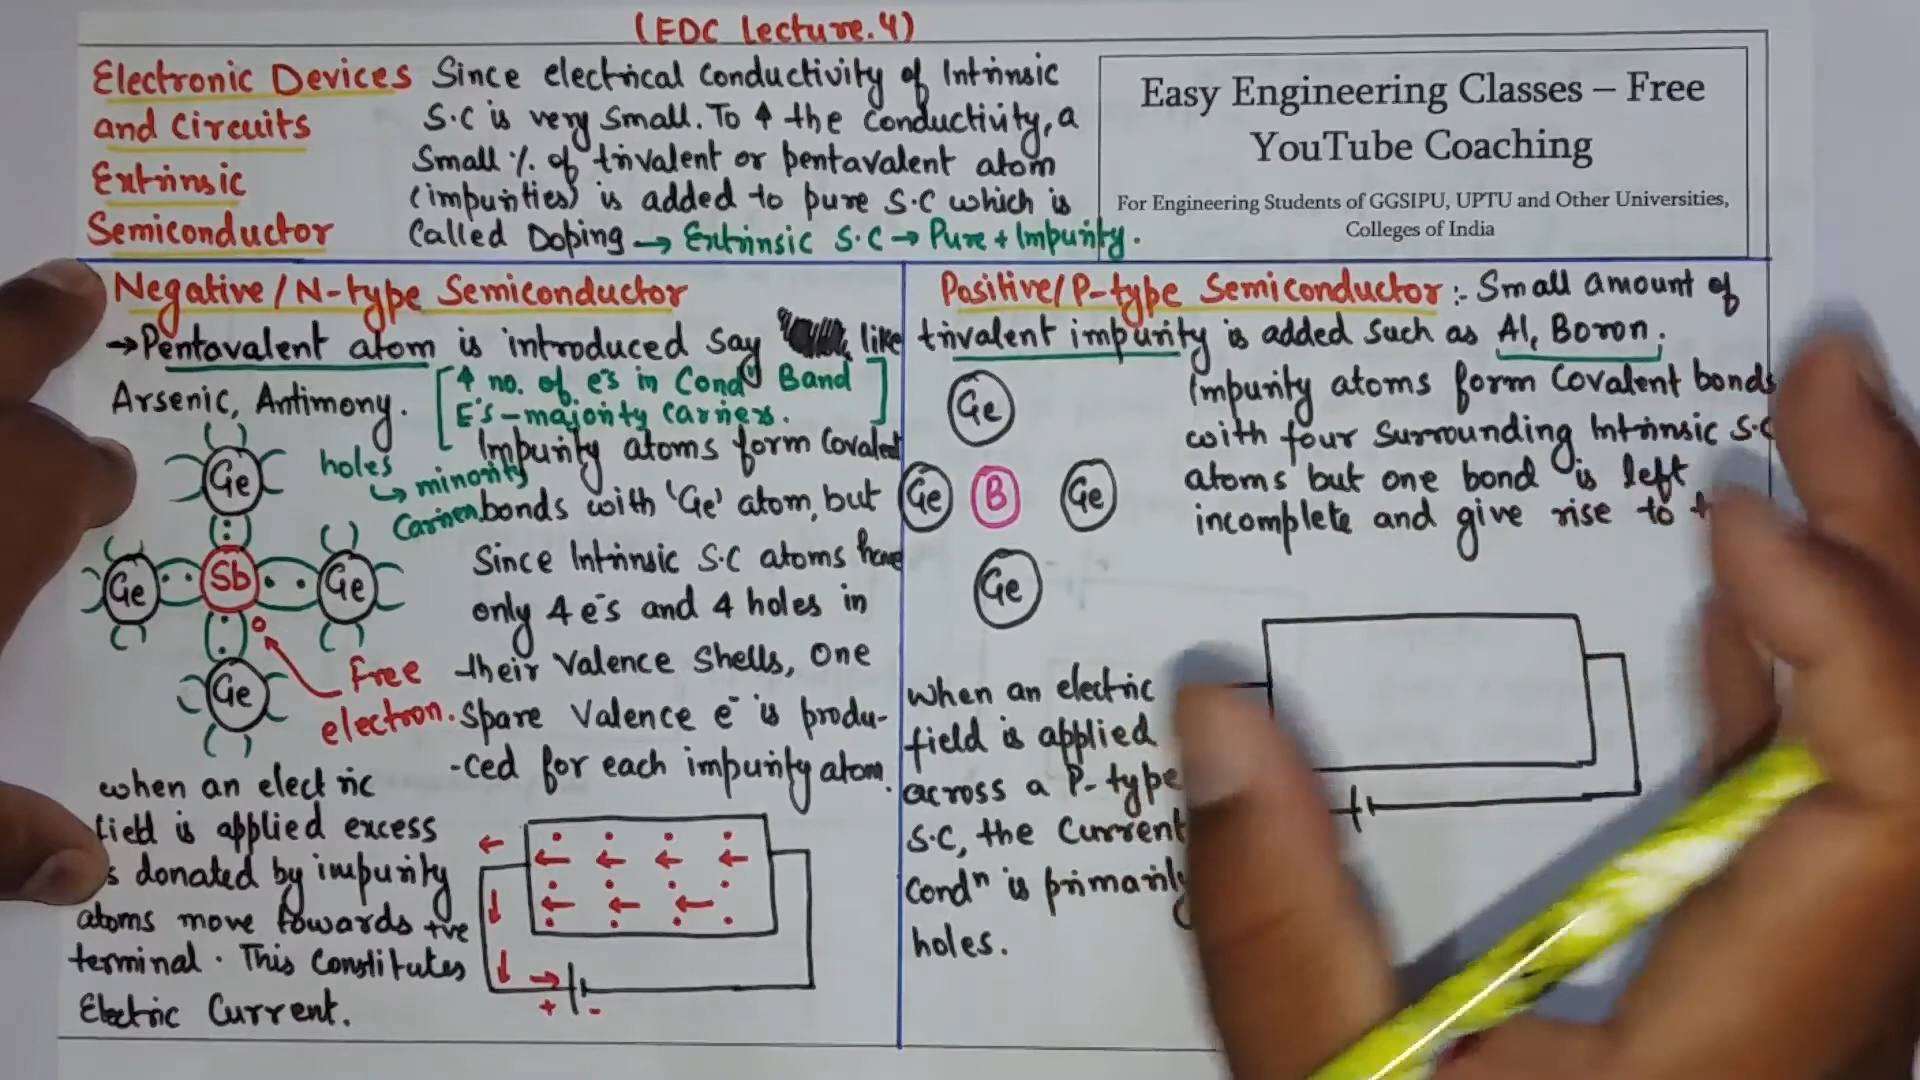 (EDC Lecture.4)
Electronic Devices
and Circuits
Extrinsic
Semiconductor
Since electrical Conductivity of Intrinsic
S.C is very small. To ↑ the conductivity, a
Small % of trivalent or pentavalent atom
(impurities) is added to pure S.C which is
Called Doping → Extrinsic S.C → Pure + Impurity.
Easy Engineering Classes – Free
YouTube Coaching
For Engineering Students of GGSIPU, UPTU and Other Universities,
Colleges of India
Negative/N-type Semiconductor
→ Pentavalent atom is introduced say like
Arsenic, Antimony.
[↑ no. of e⁻s in Condⁿ Band
E⁻s – majority carriers.]
holes
↳ minority
Carriers
Impurity atoms form Covalent
bonds with 'Ge' atom, but
Since Intrinsic S.C atoms have
only 4 e⁻s and 4 holes in
their Valence Shells, One
Spare Valence e⁻ is produ-
-ced for each impurity atom.
Ge
Ge Sb Ge
Ge
Free
electron.
when an electric
field is applied excess
s donated by impurity
atoms move towards +ve
terminal. This Constitutes
Electric Current.
+ -
Positive/P-type Semiconductor :- Small amount of
trivalent impurity is added such as Al, Boron.
Impurity atoms form Covalent bonds
with four Surrounding Intrinsic S.C
atoms but one bond is left
incomplete and give rise to
Ge
Ge B Ge
Ge
When an electric
field is applied
across a P-type
S.C, the Current
Condⁿ is primarily
holes.